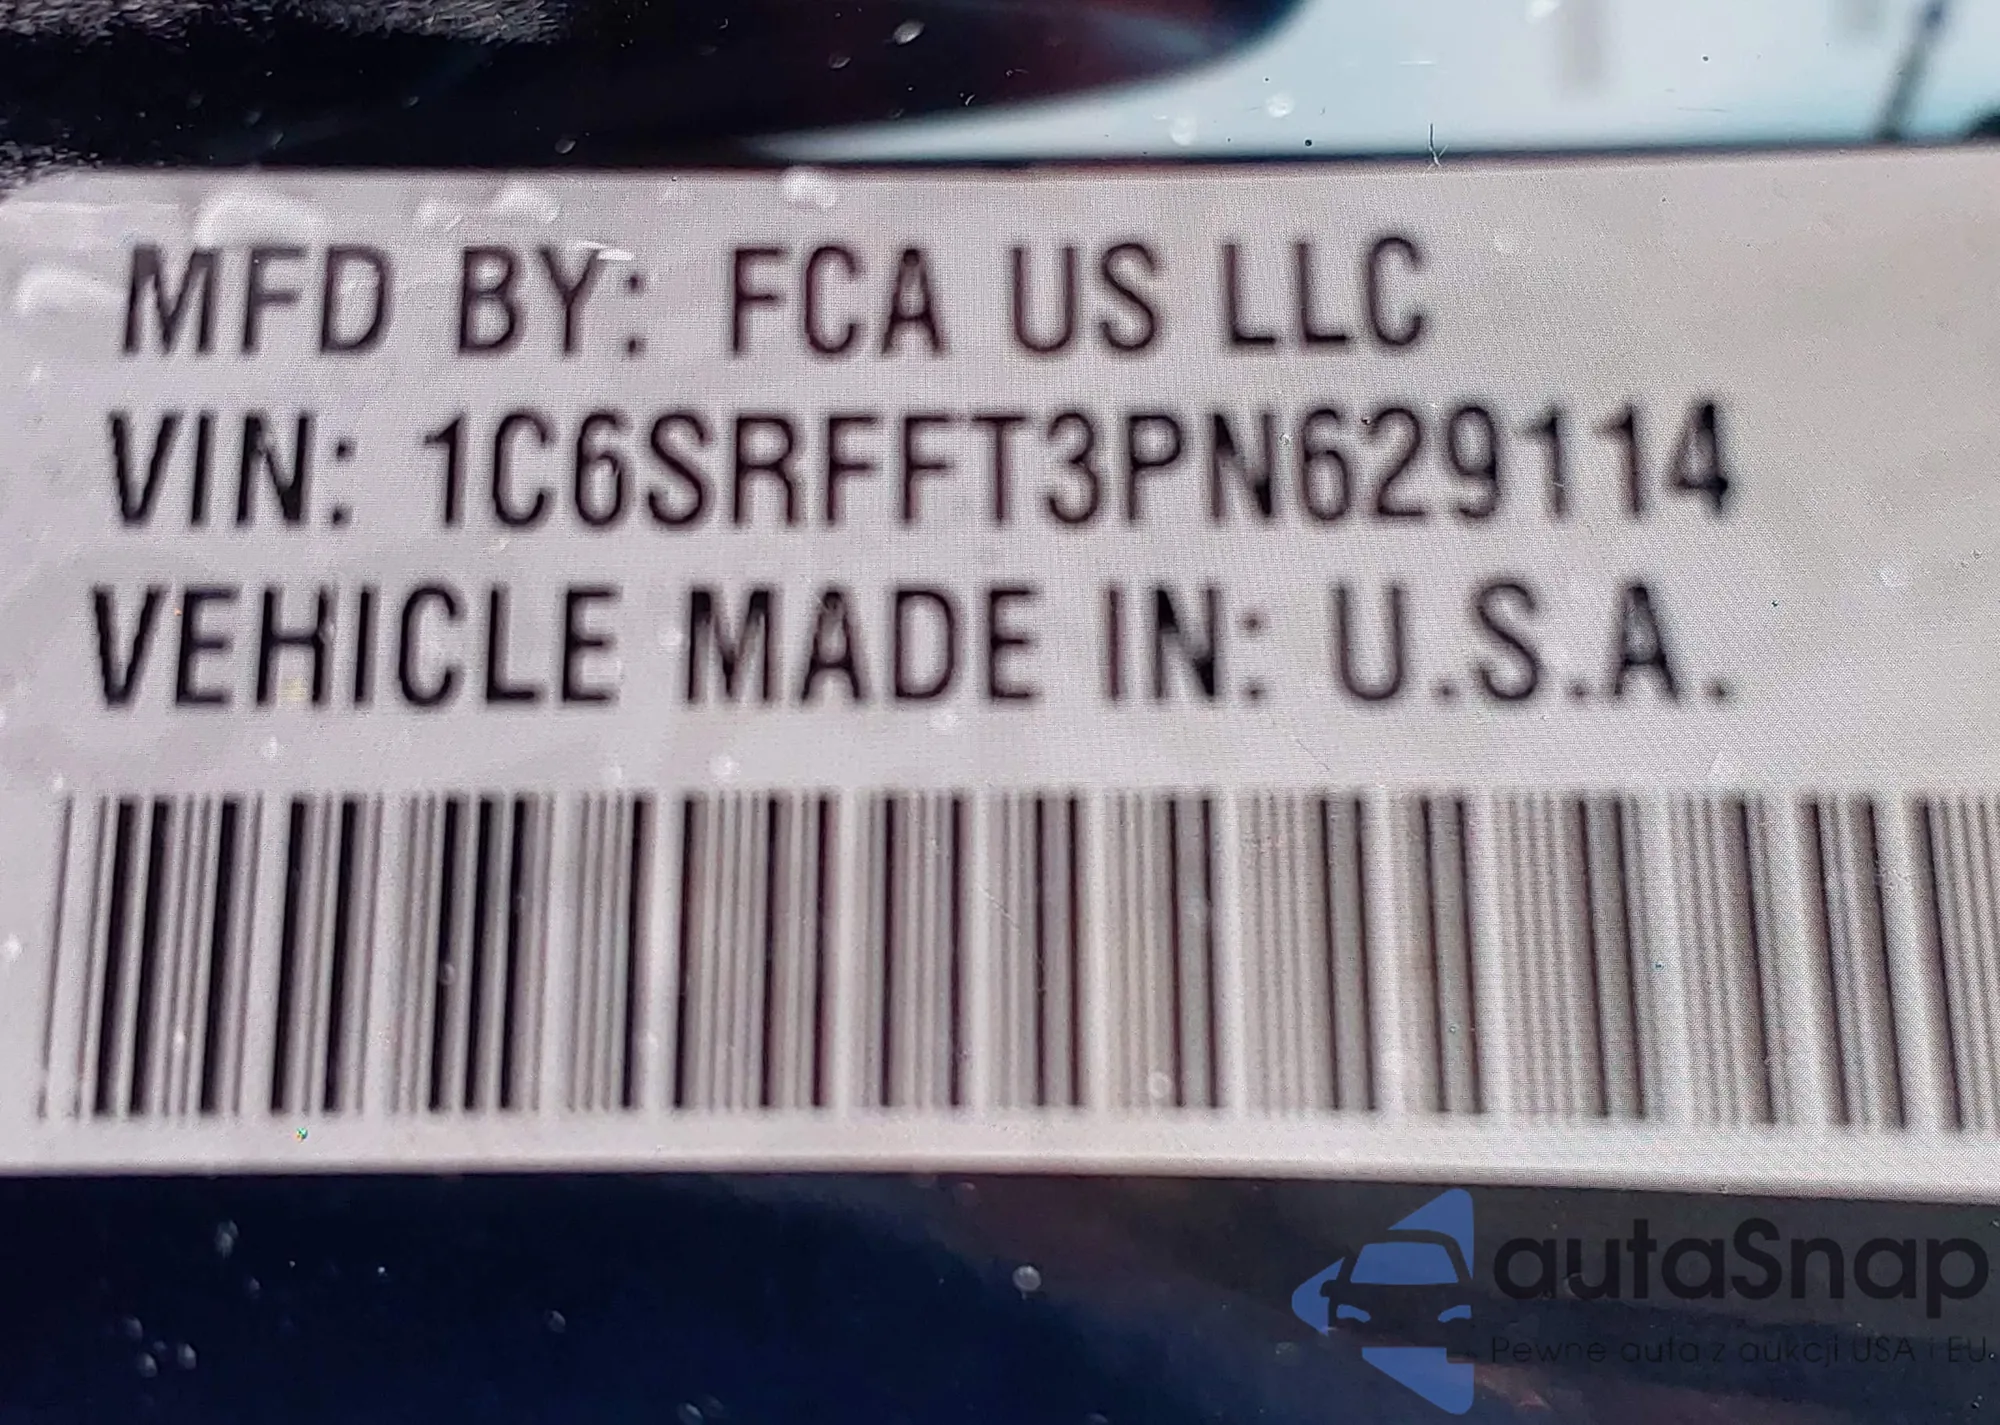 MFD BY: FCA US LLC
VIN: 1C6SRFFT3PN629114
VEHICLE MADE IN: U.S.A.
autaSnap
Pewne auta z aukcji USA i EU